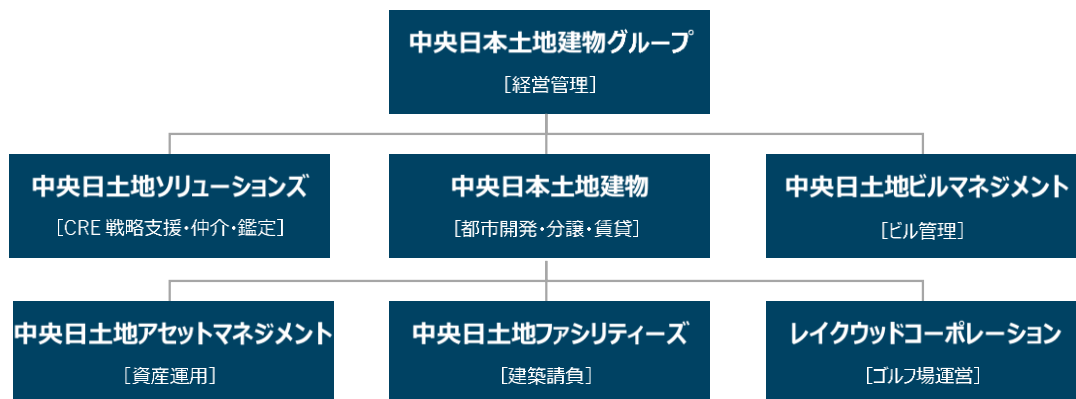 中央日本土地建物グループ
[経営管理]
中央日土地ソリューションズ
[CRE 戦略支援・仲介・鑑定]
中央日本土地建物
[都市開発・分譲・賃貸]
中央日土地ビルマネジメント
[ビル管理]
中央日土地アセットマネジメント
[資産運用]
中央日土地ファシリティーズ
[建築請負]
レイクウッドコーポレーション
[ゴルフ場運営]